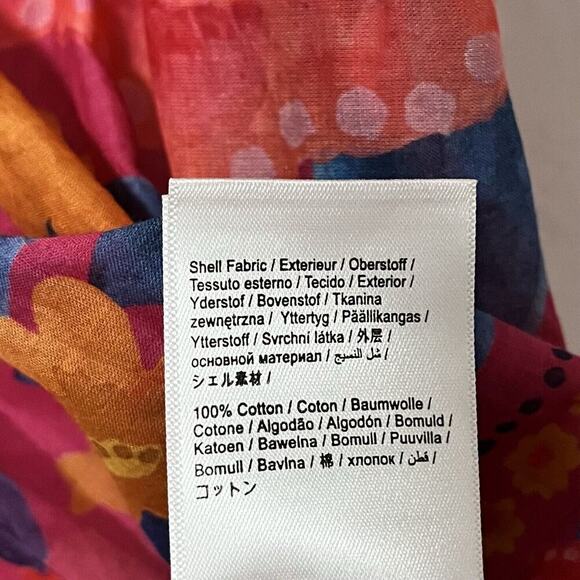 Shell Fabric / Exterieur / Oberstoff /
Tessuto esterno / Tecido / Exterior /
Yderstof / Bovenstof / Tkanina
zewnętrzna / Yttertyg / Päällikangas /
Ytterstoff / Svrchní látka / 外层 /
основной материал / شل النسيج /
シェル素材 /
100% Cotton / Coton / Baumwolle /
Cotone / Algodão / Algodón / Bomuld /
Katoen / Bawelna / Bomull / Puuvilla /
Bomull / Bavlna / 棉 / хлопок / قطن /
コットン